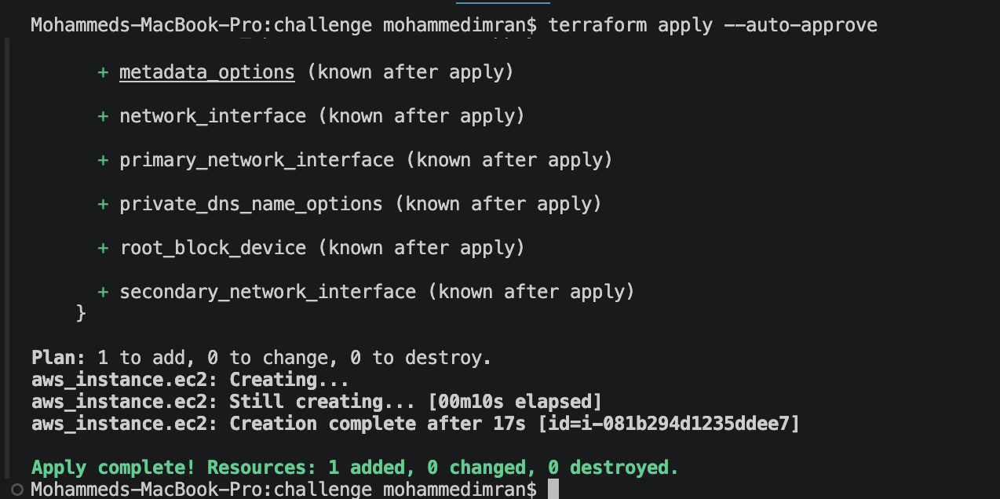 Mohammeds-MacBook-Pro:challenge mohammedimran$ terraform apply --auto-approve
+ metadata_options (known after apply)
+ network_interface (known after apply)
+ primary_network_interface (known after apply)
+ private_dns_name_options (known after apply)
+ root_block_device (known after apply)
+ secondary_network_interface (known after apply)
}
Plan: 1 to add, 0 to change, 0 to destroy.
aws_instance.ec2: Creating...
aws_instance.ec2: Still creating... [00m10s elapsed]
aws_instance.ec2: Creation complete after 17s [id=i-081b294d1235ddee7]
Apply complete! Resources: 1 added, 0 changed, 0 destroyed.
Mohammeds-MacBook-Pro:challenge mohammedimran$